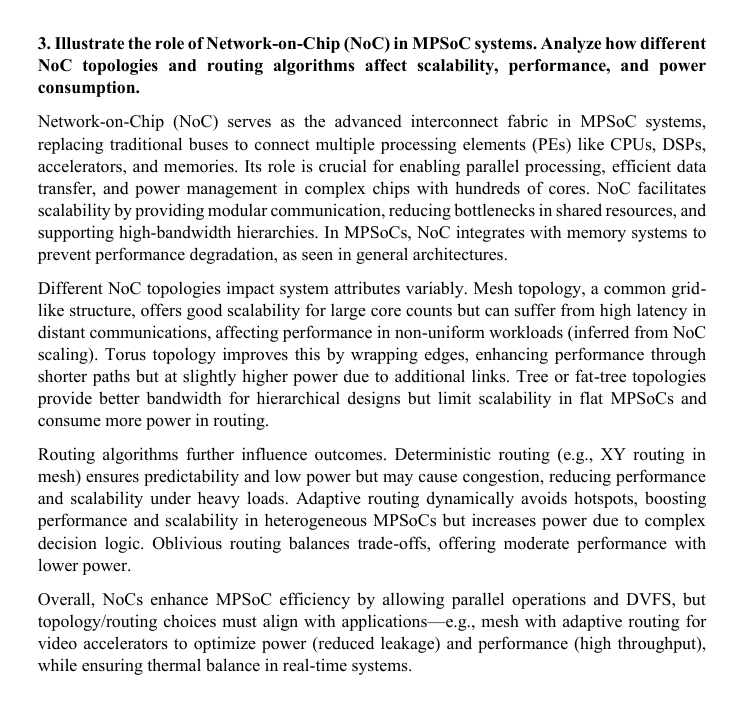 3. Illustrate the role of Network-on-Chip (NoC) in MPSoC systems. Analyze how different
NoC topologies and routing algorithms affect scalability, performance, and power
consumption.
Network-on-Chip (NoC) serves as the advanced interconnect fabric in MPSoC systems,
replacing traditional buses to connect multiple processing elements (PEs) like CPUs, DSPs,
accelerators, and memories. Its role is crucial for enabling parallel processing, efficient data
transfer, and power management in complex chips with hundreds of cores. NoC facilitates
scalability by providing modular communication, reducing bottlenecks in shared resources, and
supporting high-bandwidth hierarchies. In MPSoCs, NoC integrates with memory systems to
prevent performance degradation, as seen in general architectures.
Different NoC topologies impact system attributes variably. Mesh topology, a common grid-
like structure, offers good scalability for large core counts but can suffer from high latency in
distant communications, affecting performance in non-uniform workloads (inferred from NoC
scaling). Torus topology improves this by wrapping edges, enhancing performance through
shorter paths but at slightly higher power due to additional links. Tree or fat-tree topologies
provide better bandwidth for hierarchical designs but limit scalability in flat MPSoCs and
consume more power in routing.
Routing algorithms further influence outcomes. Deterministic routing (e.g., XY routing in
mesh) ensures predictability and low power but may cause congestion, reducing performance
and scalability under heavy loads. Adaptive routing dynamically avoids hotspots, boosting
performance and scalability in heterogeneous MPSoCs but increases power due to complex
decision logic. Oblivious routing balances trade-offs, offering moderate performance with
lower power.
Overall, NoCs enhance MPSoC efficiency by allowing parallel operations and DVFS, but
topology/routing choices must align with applications—e.g., mesh with adaptive routing for
video accelerators to optimize power (reduced leakage) and performance (high throughput),
while ensuring thermal balance in real-time systems.